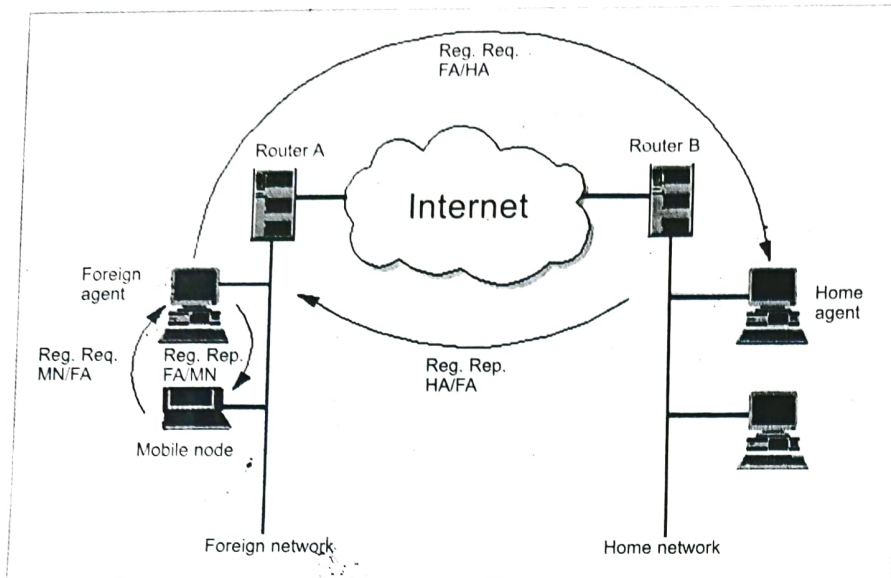 Reg. Req.
FA/HA
Router A
Router B
Internet
Foreign
agent
Home
agent
Reg. Req.
MN/FA
Reg. Rep.
FA/MN
Reg. Rep.
HA/FA
Mobile node
Foreign network
Home network